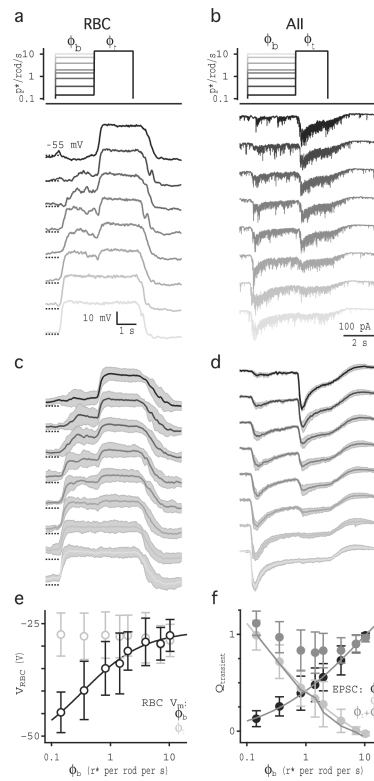 a RBC
b AII
ϕb ϕt
ϕb ϕt
p*/rod/s
10
1
0.1
p*/rod/s
10
1
0.1
-55 mV
10 mV
1 s
100 pA
2 s
c
d
e
f
-25
-50
VRBC (V)
RBC Vm:
ϕb
0.1 1 10
ϕb (r* per rod per s)
1
0
Qtransient
EPSC:
0.1 1 10
ϕb (r* per rod per s)